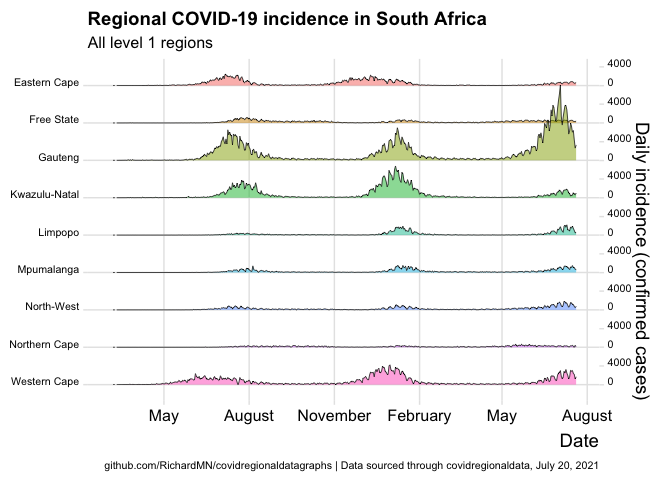 Regional COVID-19 incidence in South Africa
All level 1 regions
Eastern Cape
4000
0
Free State
4000
0
Gauteng
4000
0
Kwazulu-Natal
4000
0
Limpopo
4000
0
Mpumalanga
4000
0
North-West
4000
0
Northern Cape
4000
0
Western Cape
4000
0
Daily incidence (confirmed cases)
May August November February May August
Date
github.com/RichardMN/covidregionaldatagraphs | Data sourced through covidregionaldata, July 20, 2021